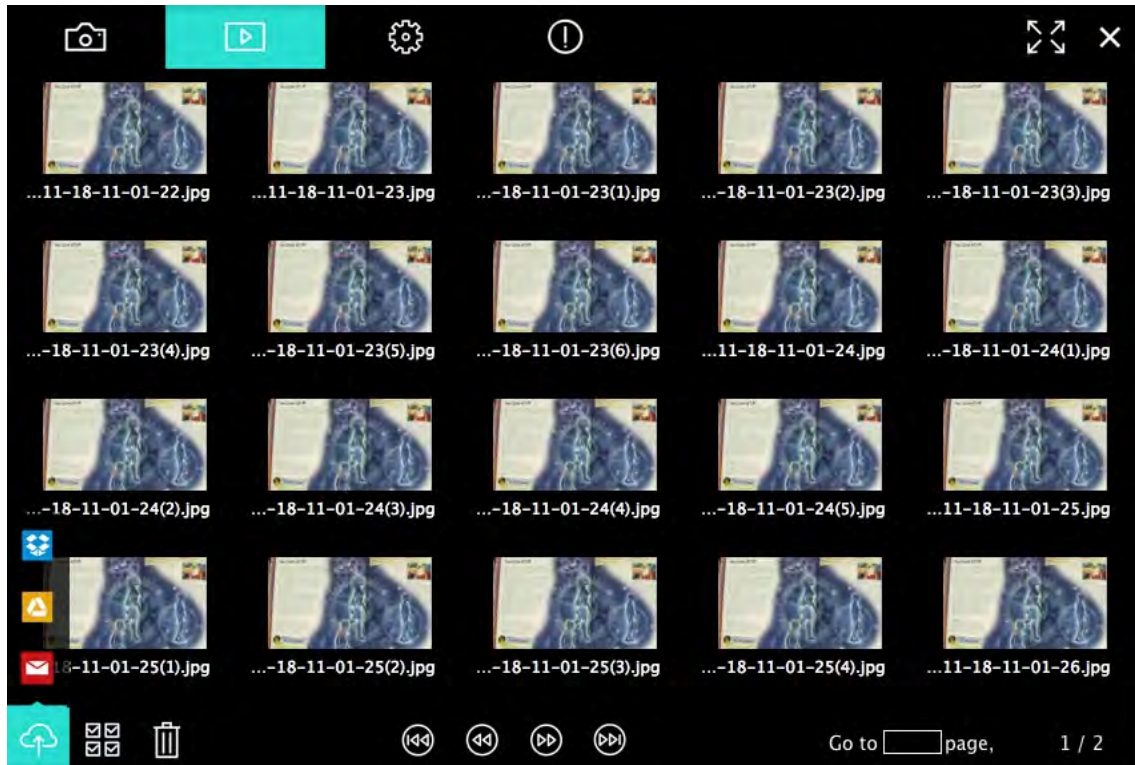 ...11-18-11-01-22.jpg ...11-18-11-01-23.jpg ...-18-11-01-23(1).jpg ...-18-11-01-23(2).jpg ...-18-11-01-23(3).jpg
...-18-11-01-23(4).jpg ...-18-11-01-23(5).jpg ...-18-11-01-23(6).jpg ...11-18-11-01-24.jpg ...-18-11-01-24(1).jpg
...-18-11-01-24(2).jpg ...-18-11-01-24(3).jpg ...-18-11-01-24(4).jpg ...-18-11-01-24(5).jpg ...11-18-11-01-25.jpg
18-11-01-25(1).jpg ...-18-11-01-25(2).jpg ...-18-11-01-25(3).jpg ...-18-11-01-25(4).jpg ...11-18-11-01-26.jpg
Go to page, 1 / 2